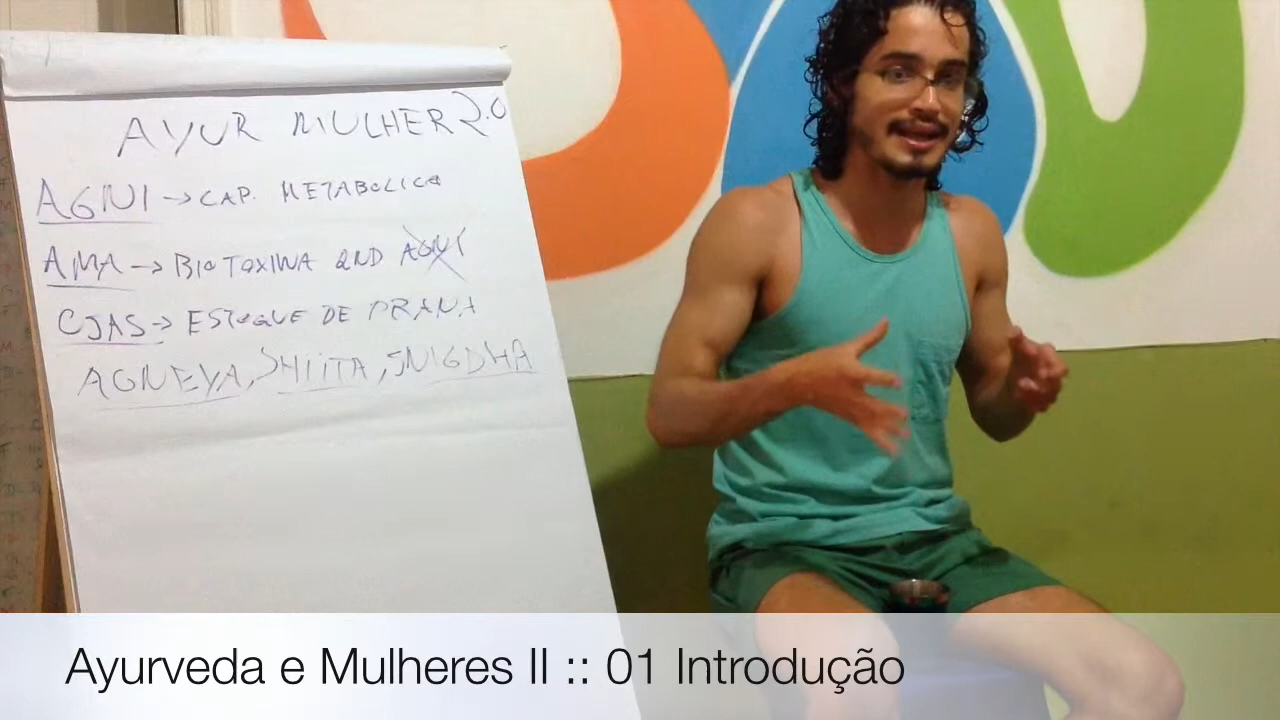 AYUR MULHER 2.0
AGNI → CAP. METABOLICA
AMA → BIOTOXINA QND AGNI
OJAS → ESTOQUE DE PRANA
AGNEYA, SHIITA, SNIGDHA
Ayurveda e Mulheres II :: 01 Introdução